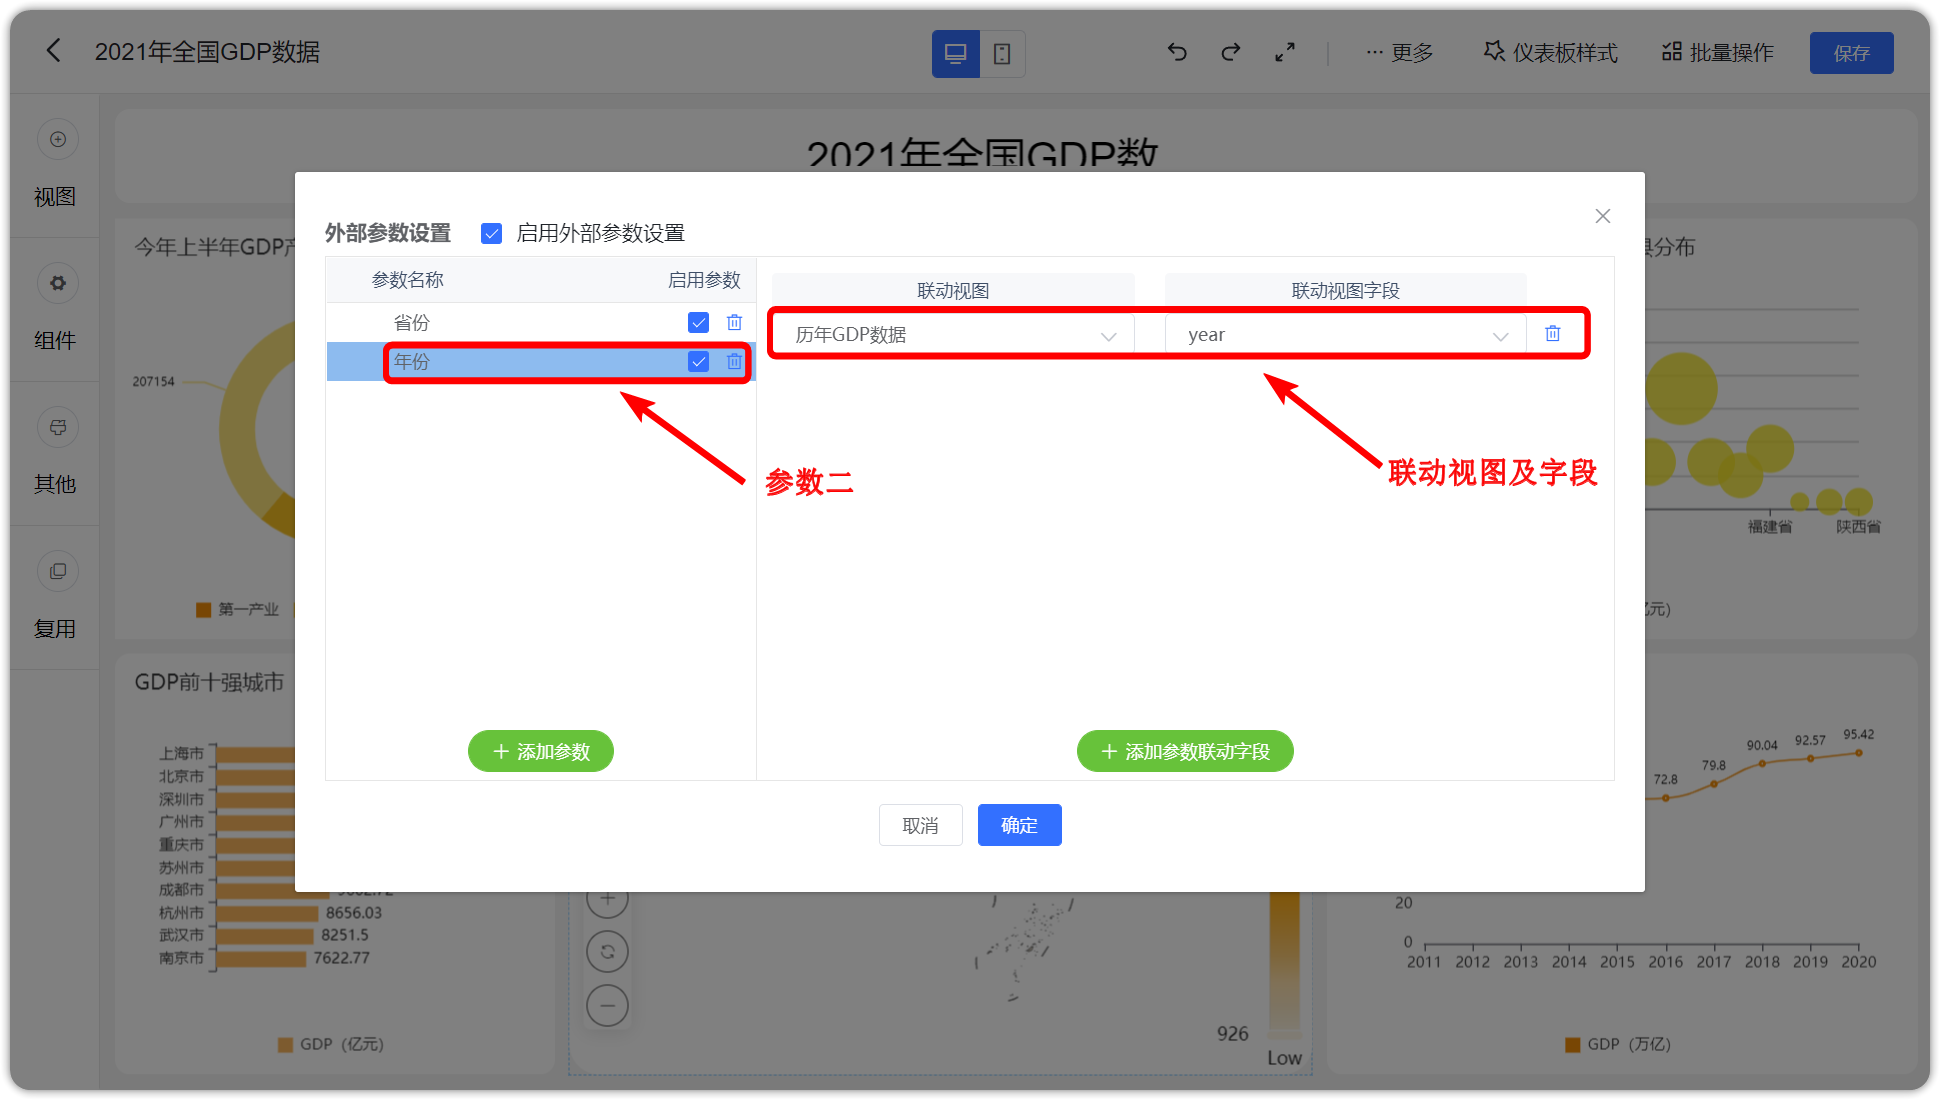 2021年全国GDP数据
更多
仪表板样式
批量操作
保存
视图
组件
其他
复用
2021年全国GDP数
今年上半年GDP产
207154
第一产业
外部参数设置
启用外部参数设置
参数名称
启用参数
省份
年份
联动视图
联动视图字段
历年GDP数据
year
参数二
联动视图及字段
添加参数
添加参数联动字段
取消
确定
分布
福建省
陕西省
元)
GDP前十强城市
上海市
北京市
深圳市
广州市
重庆市
苏州市
成都市
杭州市
8656.03
武汉市
8251.5
南京市
7622.77
GDP（亿元）
926
Low
72.8
79.8
90.04
92.57
95.42
20
0
2011
2012
2013
2014
2015
2016
2017
2018
2019
2020
GDP（万亿）